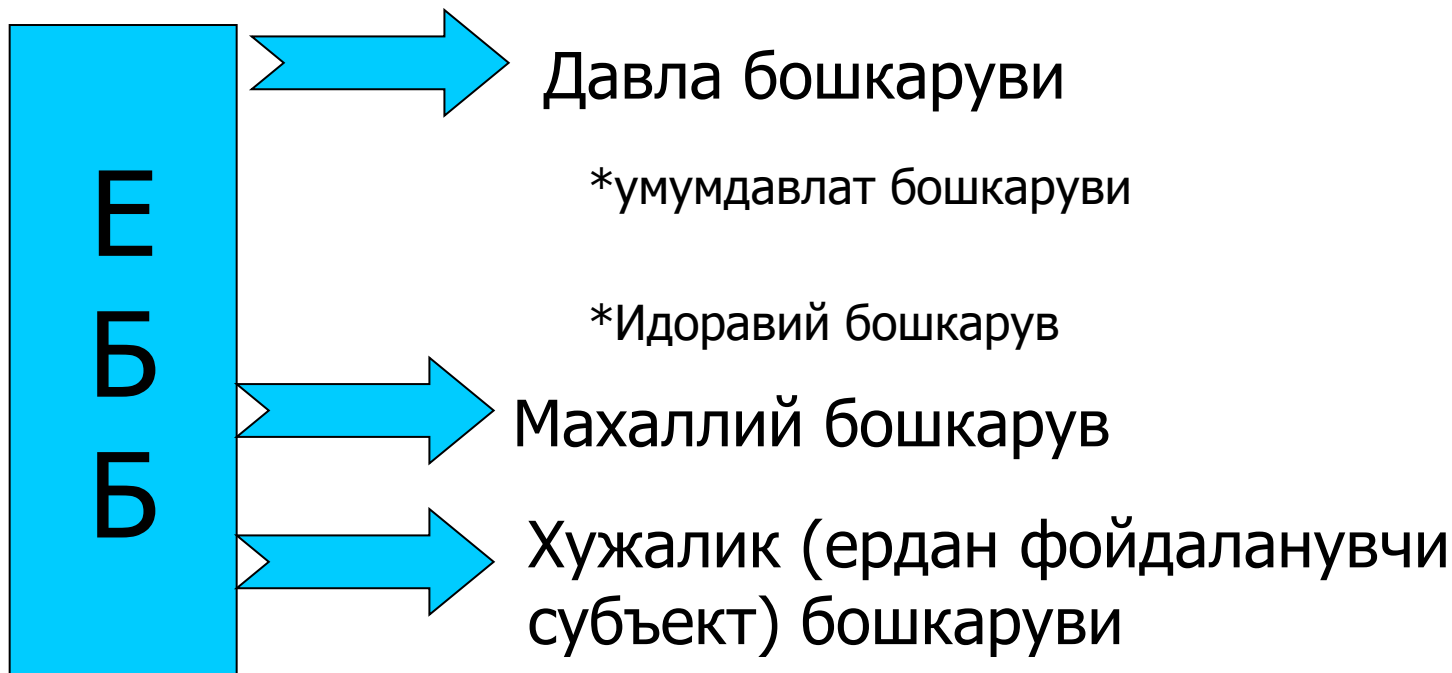 Е
Б
Б
Давла бошкаруви
*умумдавлат бошкаруви
*Идоравий бошкарув
Махаллий бошкарув
Хужалик (ердан фойдаланувчи
субъект) бошкаруви